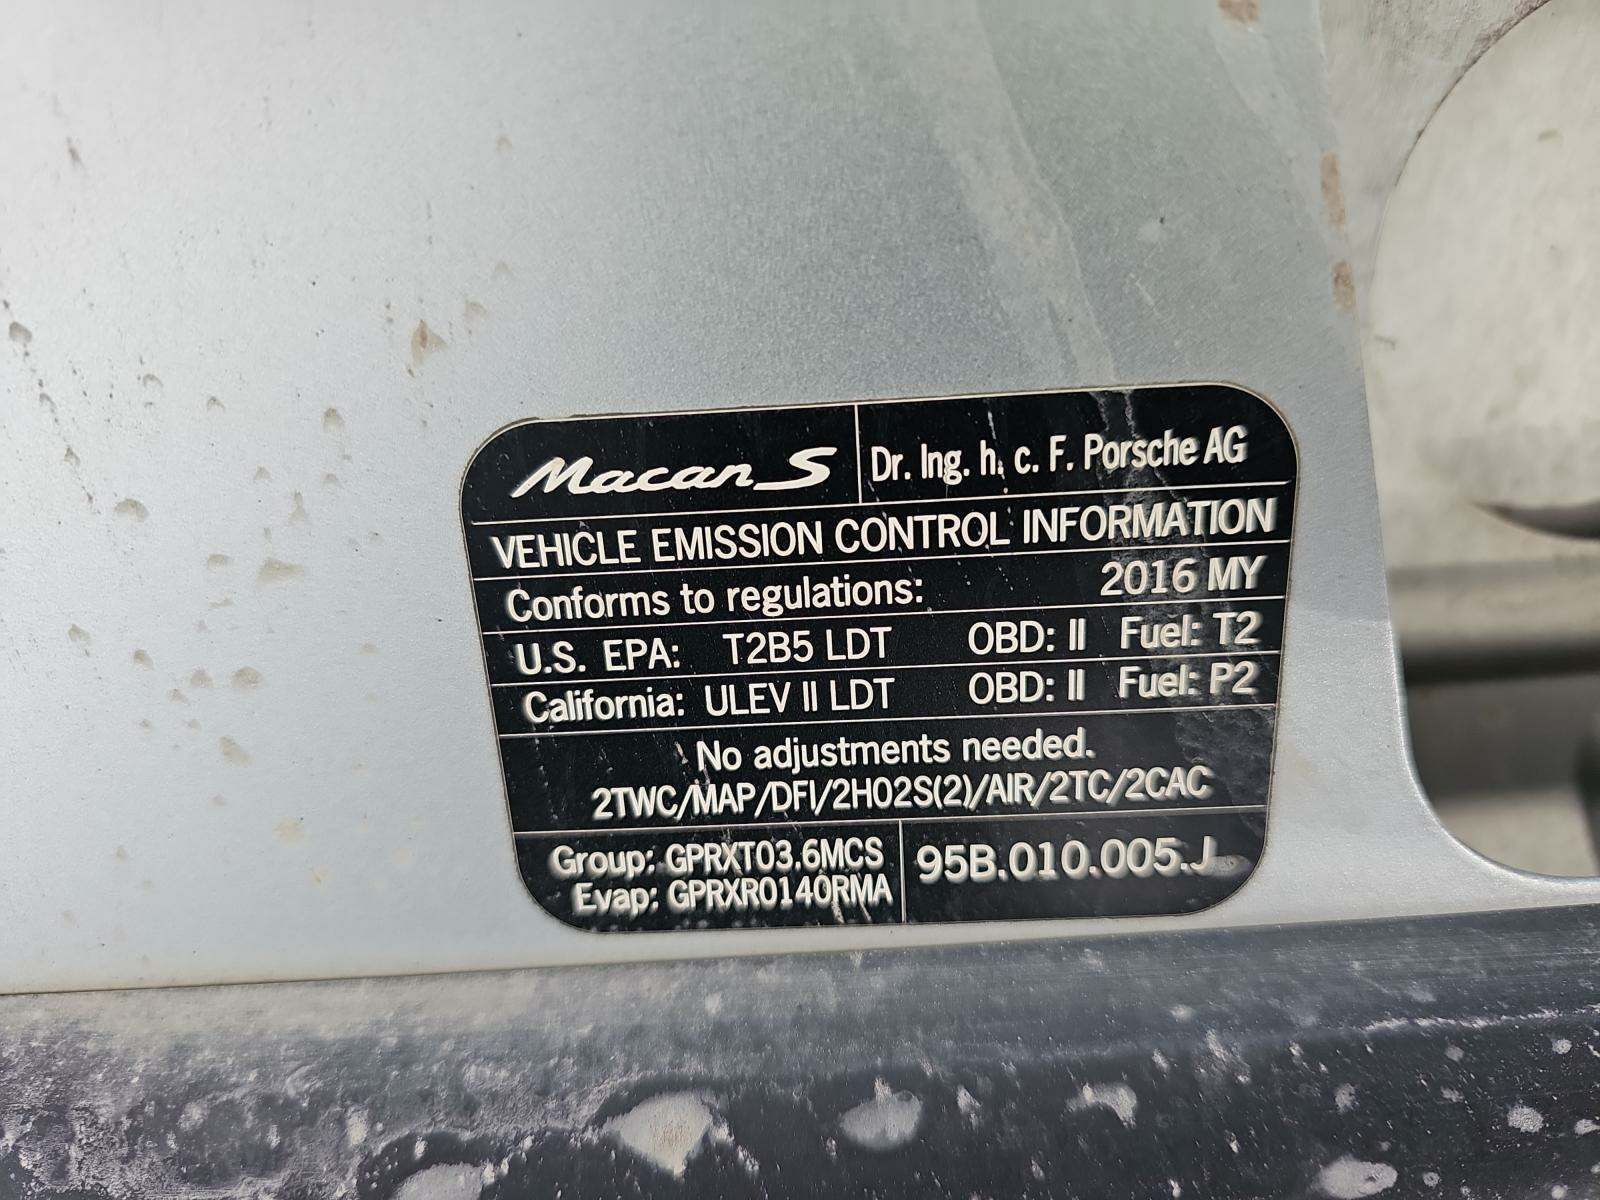 Macan S
Dr. Ing. h. c. F. Porsche AG
VEHICLE EMISSION CONTROL INFORMATION
Conforms to regulations: 2016 MY
U.S. EPA: T2B5 LDT OBD: II Fuel: T2
California: ULEV II LDT OBD: II Fuel: P2
No adjustments needed.
2TWC/MAP/DFI/2HO2S(2)/AIR/2TC/2CAC
Group: GPRXT03.6MCS
Evap: GPRXR0140RMA
95B.010.005.J